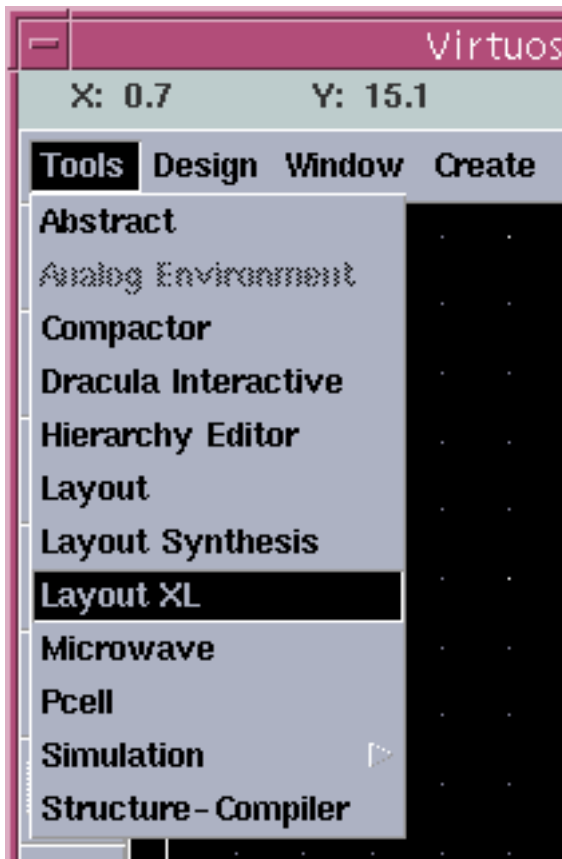 Virtuos
X: 0.7 Y: 15.1
Tools Design Window Create
Abstract
Analog Environment
Compactor
Dracula Interactive
Hierarchy Editor
Layout
Layout Synthesis
Layout XL
Microwave
Pcell
Simulation
Structure-Compiler